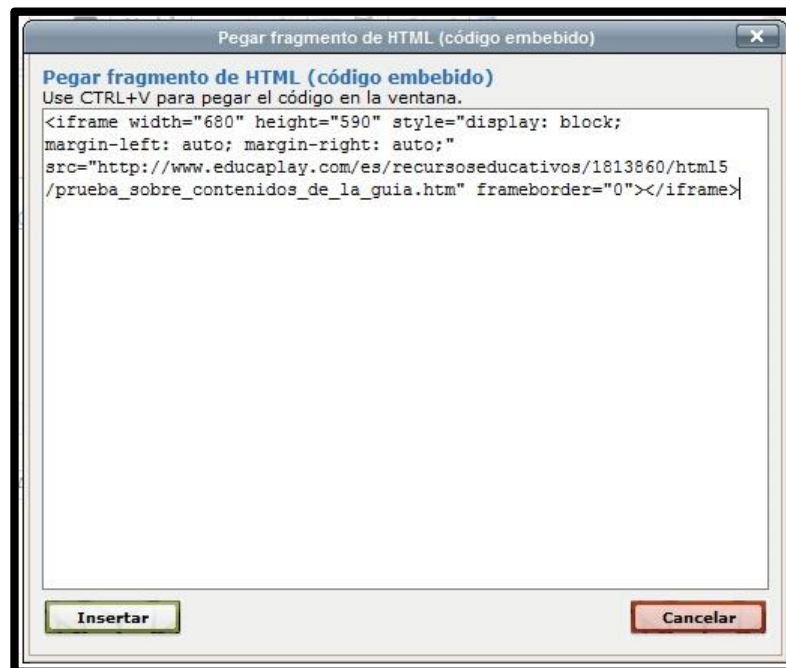 Pegar fragmento de HTML (código embebido)
Pegar fragmento de HTML (código embebido)
Use CTRL+V para pegar el código en la ventana.
<iframe width="680" height="590" style="display: block;
margin-left: auto; margin-right: auto;"
src="http://www.educaplay.com/es/recursoseducativos/1813860/html5
/prueba_sobre_contenidos_de_la_guia.htm" frameborder="0"></iframe>
Insertar
Cancelar